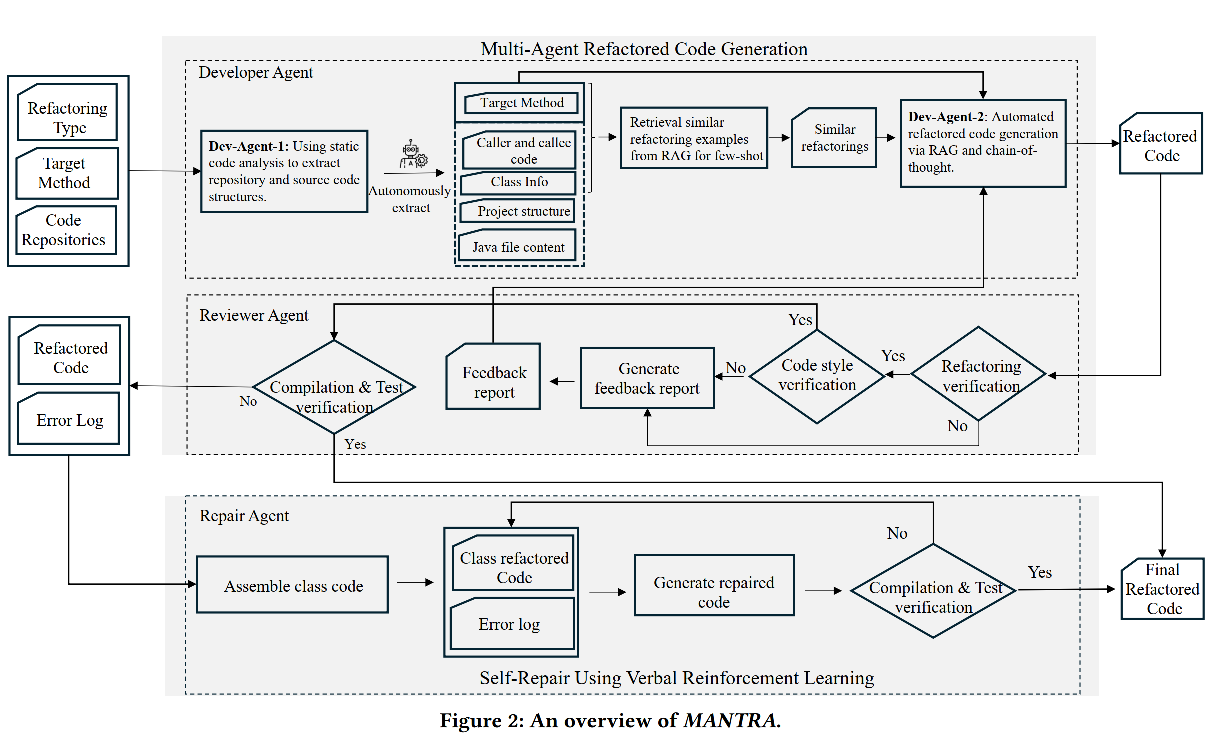 Multi-Agent Refactored Code Generation
Developer Agent
Refactoring
Type
Target
Method
Code
Repositories
Dev-Agent-1: Using static
code analysis to extract
repository and source code
structures.
Autonomously
extract
Target Method
Caller and callee
code
Class Info
Project structure
Java file content
Retrieval similar
refactoring examples
from RAG for few-shot
Similar
refactorings
Dev-Agent-2: Automated
refactored code generation
via RAG and chain-of-
thought.
Refactored
Code
Reviewer Agent
Refactored
Code
Error Log
No
Compilation & Test
verification
Yes
Feedback
report
Generate
feedback report
No
Yes
Code style
verification
Yes
Refactoring
verification
No
Repair Agent
Assemble class code
Class refactored
Code
Error log
Generate repaired
code
No
Compilation & Test
verification
Yes
Final
Refactored
Code
Self-Repair Using Verbal Reinforcement Learning
Figure 2: An overview of MANTRA.